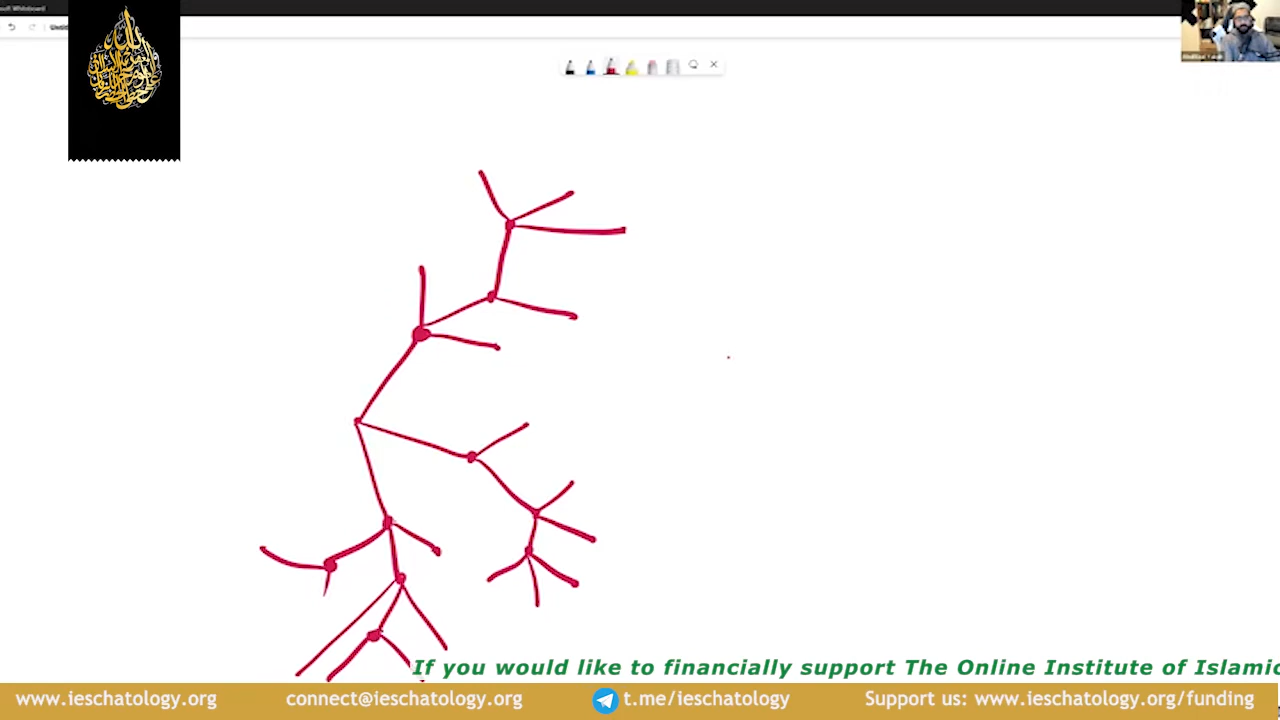 If you would like to financially support The Online Institute of Islamic
www.ieschatology.org
connect@ieschatology.org
t.me/ieschatology
Support us: www.ieschatology.org/funding